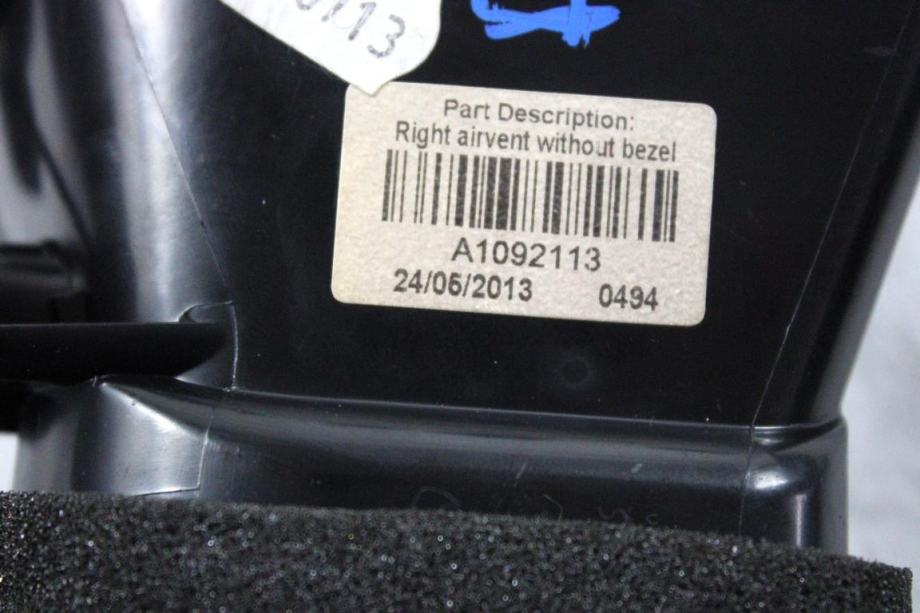 Part Description:
Right airvent without bezel
A1092113
24/05/2013 0494